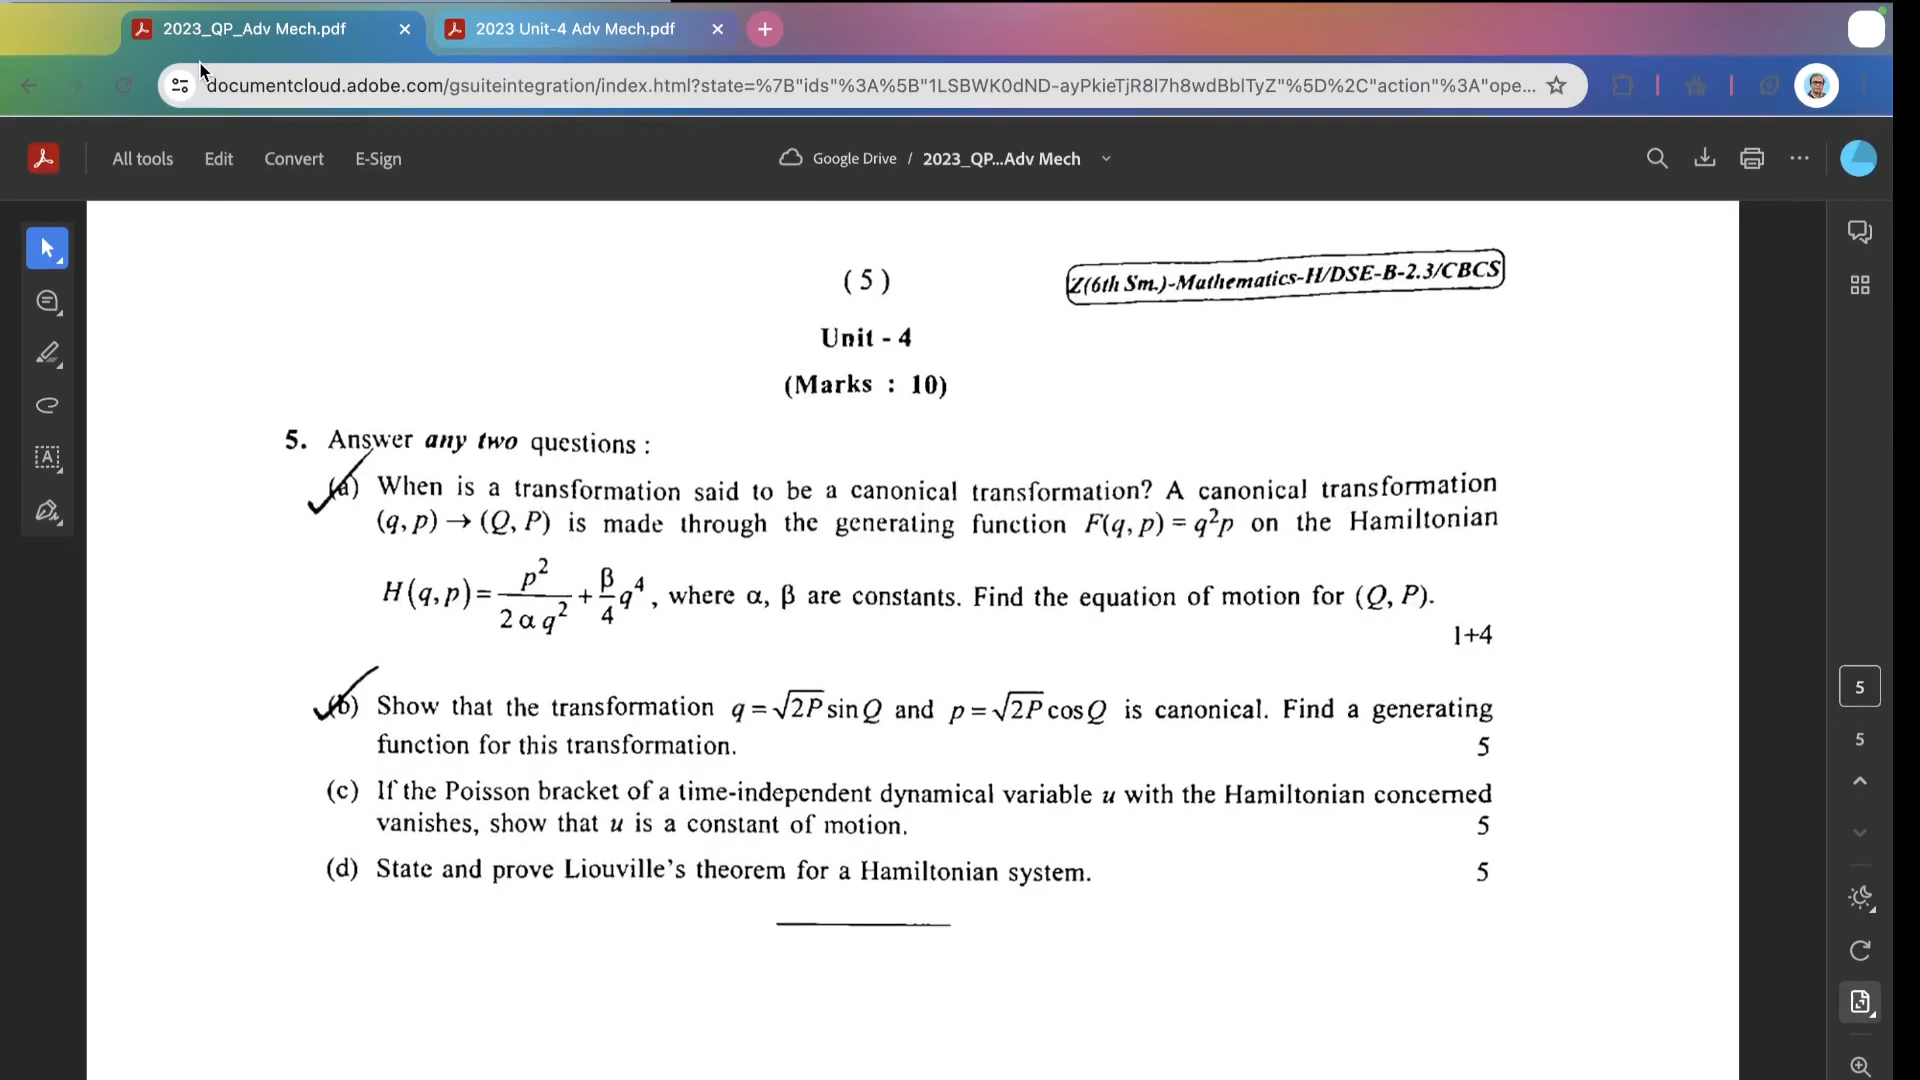 2023_QP_Adv Mech.pdf
2023 Unit-4 Adv Mech.pdf
documentcloud.adobe.com/gsuiteintegration/index.html?state=%7B"ids"%3A%5B"1LSBWK0dND-ayPkieTjR8I7h8wdBblTyZ"%5D%2C"action"%3A"ope...
All tools Edit Convert E-Sign
Google Drive / 2023_QP...Adv Mech
(5)
Z(6th Sm.)-Mathematics-H/DSE-B-2.3/CBCS
Unit - 4
(Marks : 10)
5. Answer any two questions :
(a) When is a transformation said to be a canonical transformation? A canonical transformation
(q, p) → (Q, P) is made through the generating function F(q, p) = q²p on the Hamiltonian
H(q, p) = p²/(2αq²) + β/4 q⁴, where α, β are constants. Find the equation of motion for (Q, P).
1+4
(b) Show that the transformation q = √2P sin Q and p = √2P cos Q is canonical. Find a generating
function for this transformation. 5
(c) If the Poisson bracket of a time-independent dynamical variable u with the Hamiltonian concerned
vanishes, show that u is a constant of motion. 5
(d) State and prove Liouville's theorem for a Hamiltonian system. 5
5
5